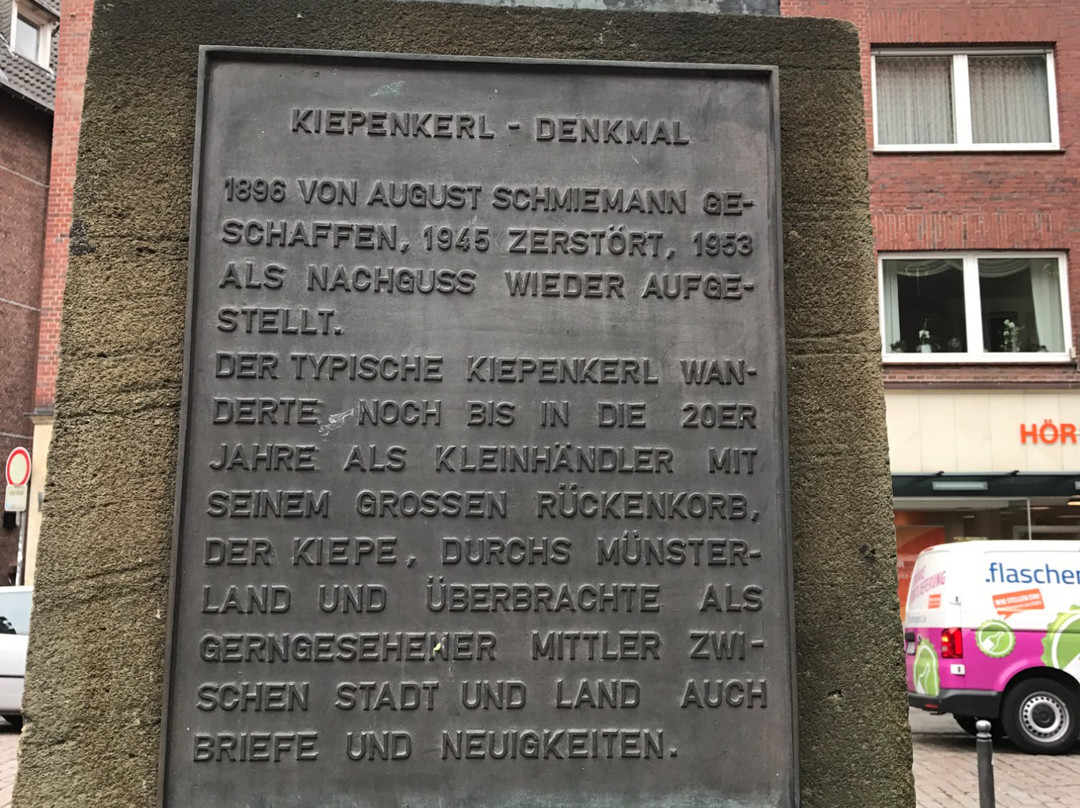 KIEPENKERL - DENKMAL
1896 VON AUGUST SCHMIEMANN GE-
SCHAFFEN, 1945 ZERSTÖRT, 1953
ALS NACHGUSS WIEDER AUFGE-
STELLT.
DER TYPISCHE KIEPENKERL WAN-
DERTE NOCH BIS IN DIE 20ER
JAHRE ALS KLEINHÄNDLER MIT
SEINEM GROSSEN RÜCKENKORB,
DER KIEPE, DURCHS MÜNSTER-
LAND UND ÜBERBRACHTE ALS
GERNGESEHENER MITTLER ZWI-
SCHEN STADT UND LAND AUCH
BRIEFE UND NEUIGKEITEN.
HÖR
.flaschen